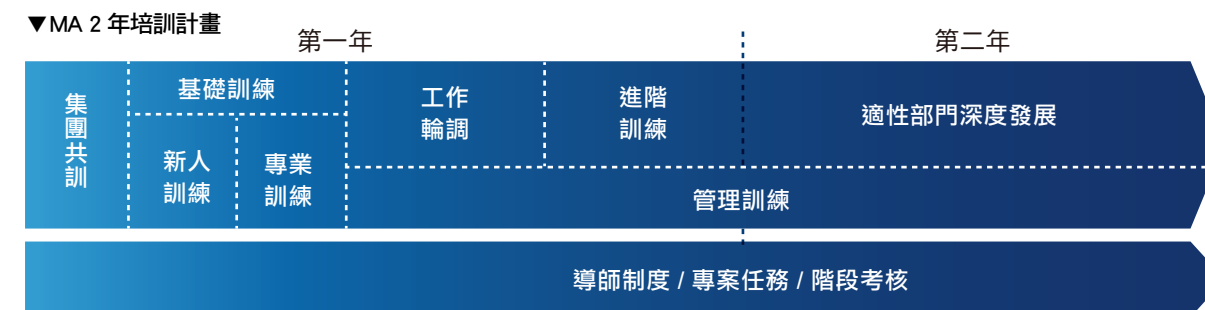 ▼MA 2 年培訓計畫
第一年
第二年
集團共訓
基礎訓練
新人
訓練
專業
訓練
工作
輪調
進階
訓練
適性部門深度發展
管理訓練
導師制度 / 專案任務 / 階段考核